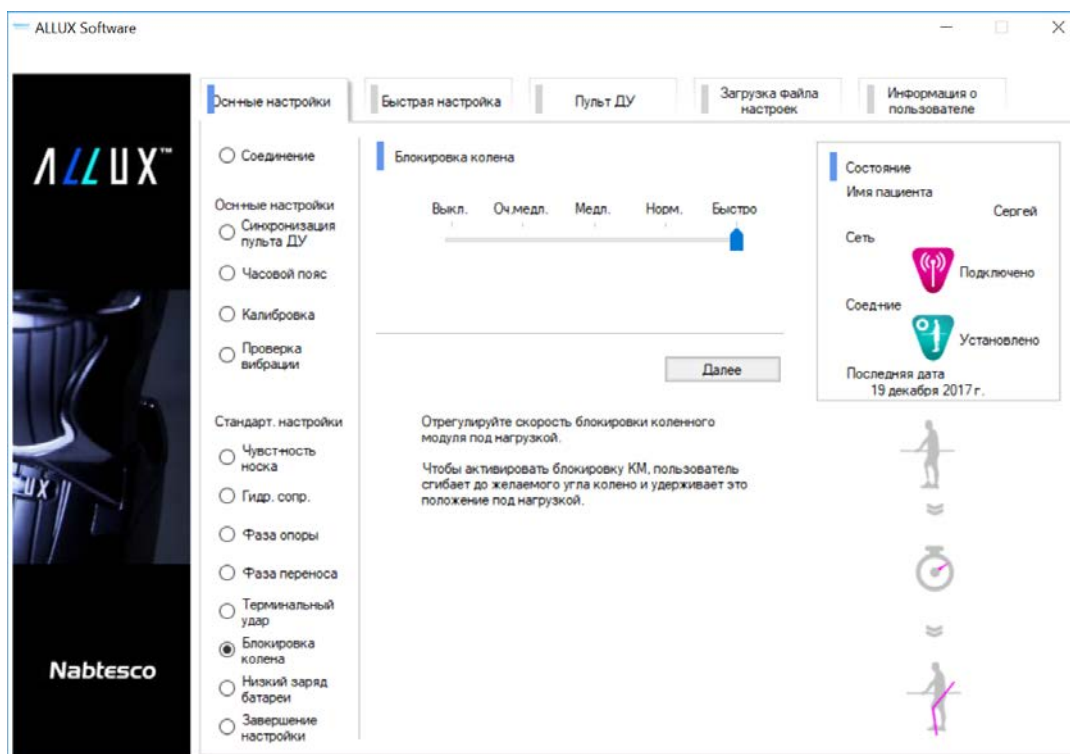 ALLUX Software
ALLUX™
Nabtesco
Осн-ные настройки
Быстрая настройка
Пульт ДУ
Загрузка файла
настроек
Информация о
пользователе
Соединение
Осн-ные настройки
Синхронизация
пульта ДУ
Часовой пояс
Калибровка
Проверка
вибрации
Стандарт. настройки
Чувст-ность
носка
Гидр. сопр.
Фаза опоры
Фаза переноса
Терминальный
удар
Блокировка
колена
Низкий заряд
батареи
Завершение
настройки
Блокировка колена
Выкл. Оч.медл. Медл. Норм. Быстро
Далее
Отрегулируйте скорость блокировки коленного
модуля под нагрузкой.
Чтобы активировать блокировку КМ, пользователь
сгибает до желаемого угла колено и удерживает это
положение под нагрузкой.
Состояние
Имя пациента
Сергей
Сеть
Подключено
Соед-ние
Установлено
Последняя дата
19 декабря 2017 г.